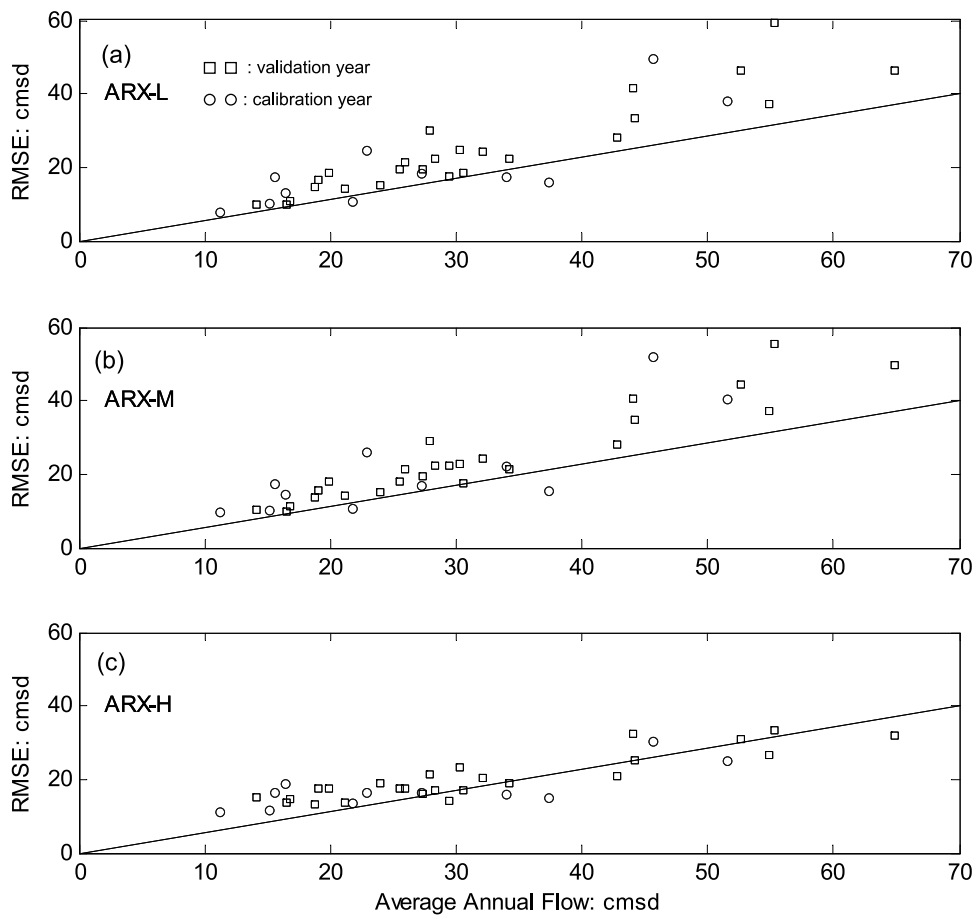 60
(a)
□ □ : validation year
ARX-L
○ ○ : calibration year
40
RMSE: cmsd
20
0
0 10 20 30 40 50 60 70
60
(b)
ARX-M
40
RMSE: cmsd
20
0
0 10 20 30 40 50 60 70
60
(c)
ARX-H
40
RMSE: cmsd
20
0
0 10 20 30 40 50 60 70
Average Annual Flow: cmsd